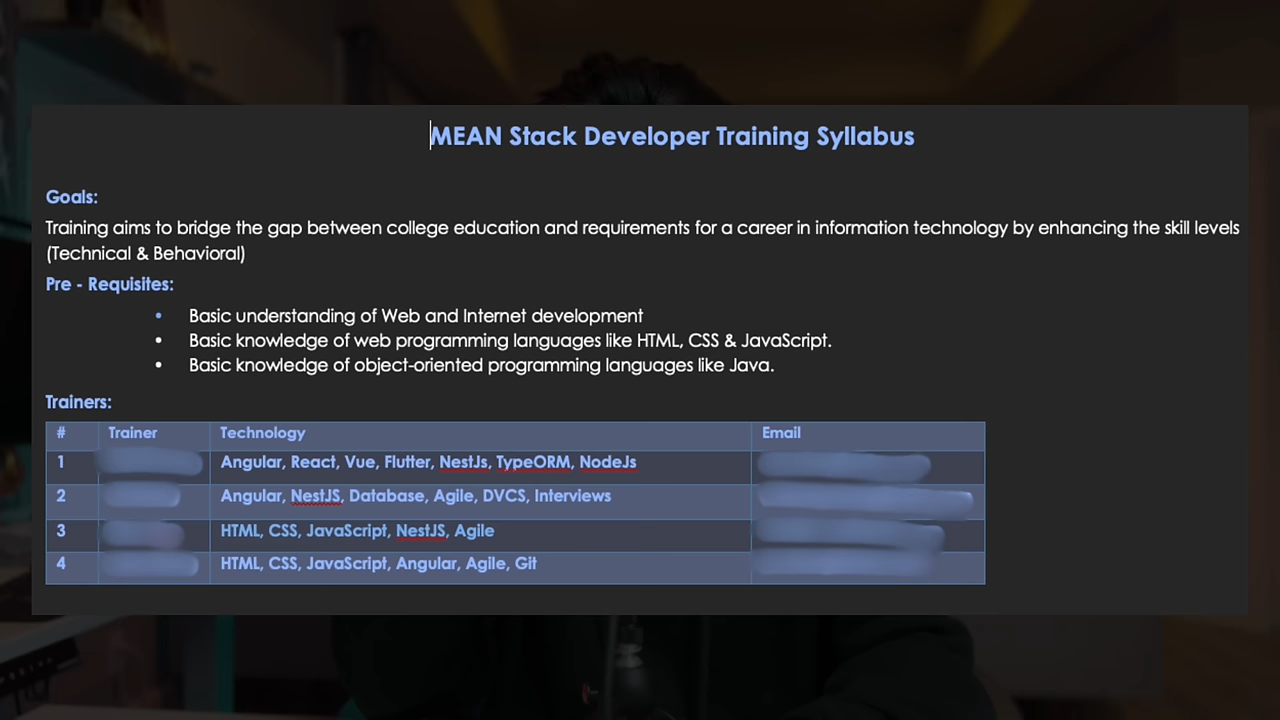 MEAN Stack Developer Training Syllabus
Goals:
Training aims to bridge the gap between college education and requirements for a career in information technology by enhancing the skill levels
(Technical & Behavioral)
Pre - Requisites:
• Basic understanding of Web and Internet development
• Basic knowledge of web programming languages like HTML, CSS & JavaScript.
• Basic knowledge of object-oriented programming languages like Java.
Trainers:
# Trainer Technology Email
1 Angular, React, Vue, Flutter, NestJs, TypeORM, NodeJs
2 Angular, NestJS, Database, Agile, DVCS, Interviews
3 HTML, CSS, JavaScript, NestJS, Agile
4 HTML, CSS, JavaScript, Angular, Agile, Git